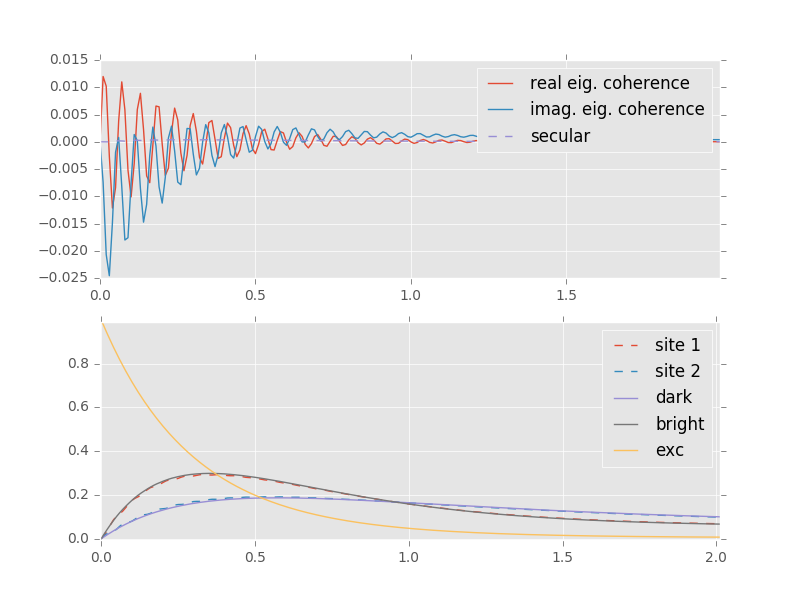 0.015
0.010
0.005
0.000
−0.005
−0.010
−0.015
−0.020
−0.025
real eig. coherence
imag. eig. coherence
secular
0.0 0.5 1.0 1.5
0.8
0.6
0.4
0.2
0.0
site 1
site 2
dark
bright
exc
0.0 0.5 1.0 1.5 2.0